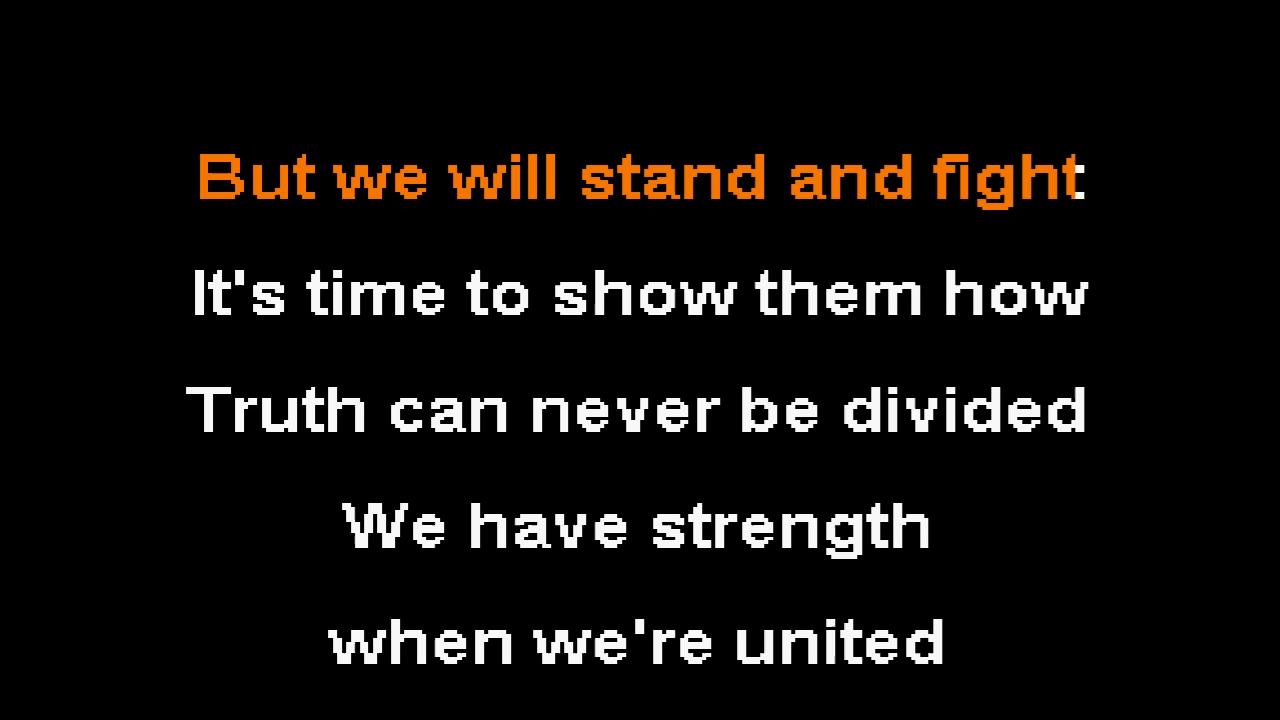 But we will stand and fight
It's time to show them how
Truth can never be divided
We have strength
when we're united